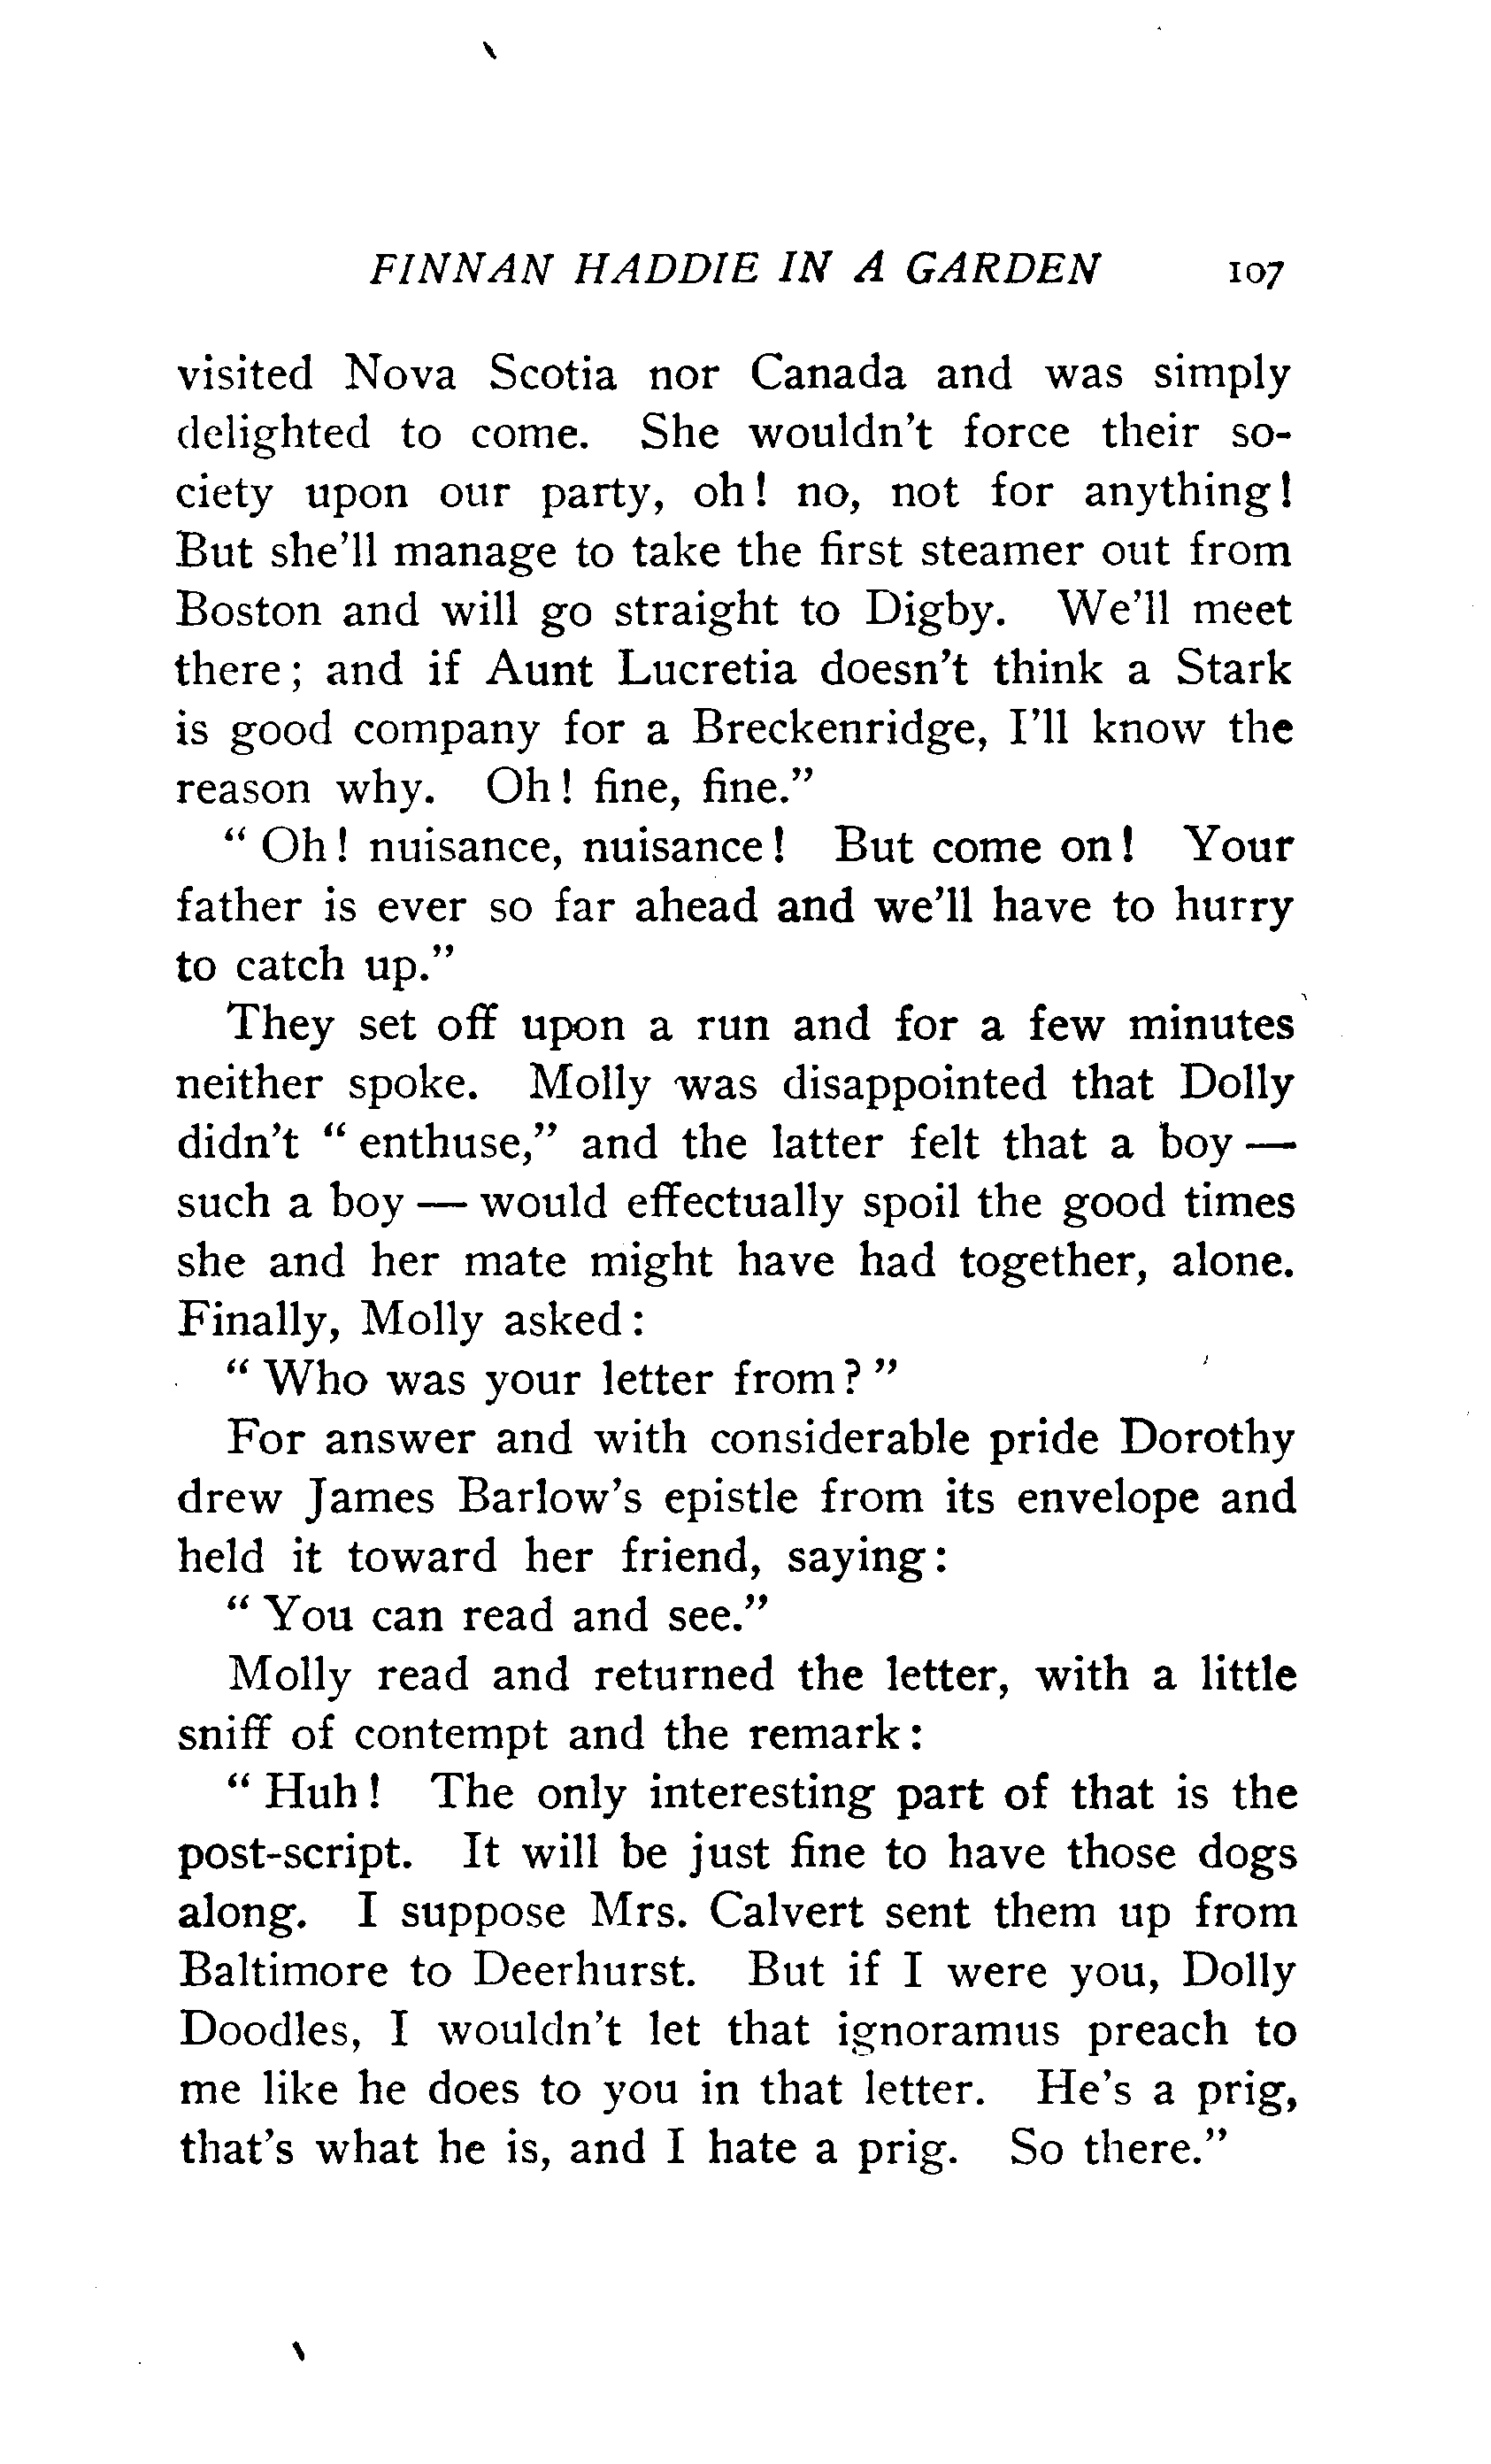 FINNAN HADDIE IN A GARDEN 107
visited Nova Scotia nor Canada and was simply
delighted to come. She wouldn't force their so-
ciety upon our party, oh! no, not for anything!
But she'll manage to take the first steamer out from
Boston and will go straight to Digby. We'll meet
there; and if Aunt Lucretia doesn't think a Stark
is good company for a Breckenridge, I'll know the
reason why. Oh! fine, fine."
" Oh! nuisance, nuisance! But come on! Your
father is ever so far ahead and we'll have to hurry
to catch up."
They set off upon a run and for a few minutes
neither spoke. Molly was disappointed that Dolly
didn't " enthuse," and the latter felt that a boy —
such a boy — would effectually spoil the good times
she and her mate might have had together, alone.
Finally, Molly asked:
" Who was your letter from? "
For answer and with considerable pride Dorothy
drew James Barlow's epistle from its envelope and
held it toward her friend, saying:
" You can read and see."
Molly read and returned the letter, with a little
sniff of contempt and the remark:
" Huh! The only interesting part of that is the
post-script. It will be just fine to have those dogs
along. I suppose Mrs. Calvert sent them up from
Baltimore to Deerhurst. But if I were you, Dolly
Doodles, I wouldn't let that ignoramus preach to
me like he does to you in that letter. He's a prig,
that's what he is, and I hate a prig. So there."